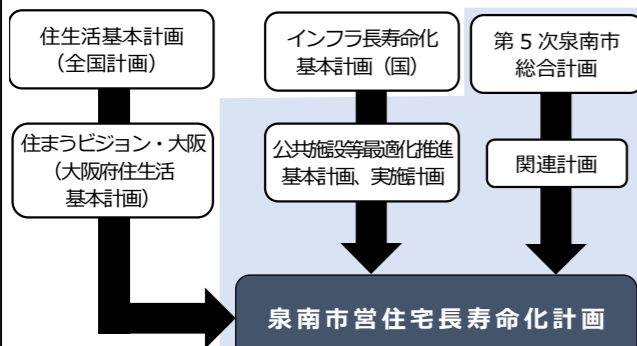 住生活基本計画
（全国計画）
インフラ長寿命化
基本計画（国）
第５次泉南市
総合計画
住まうビジョン・大阪
（大阪府住生活
基本計画）
公共施設等最適化推進
基本計画、実施計画
関連計画
泉南市営住宅長寿命化計画